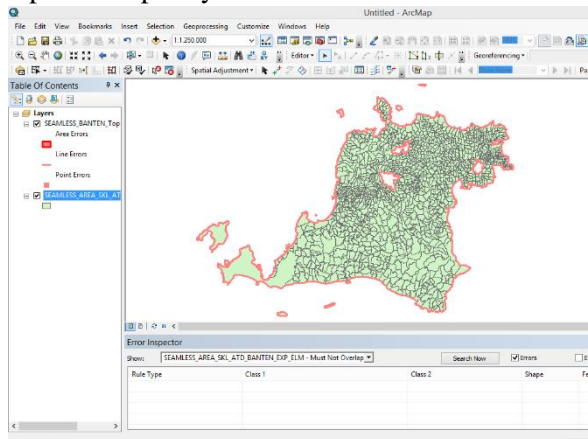 Untitled - ArcMap
File Edit View Bookmarks Insert Selection Geoprocessing Customize Windows Help
1:1.250.000
Editor
Georeferencing
Spatial Adjustment
Table Of Contents
Layers
SEAMLESS_BANTEN_Top
Area Errors
Line Errors
Point Errors
SEAMLESS_AREA_SKL_AT
Error Inspector
Show: SEAMLESS_AREA_SKL_ATD_BANTEN_EXP_ELM - Must Not Overlap Search Now Errors
Rule Type Class 1 Class 2 Shape Fe